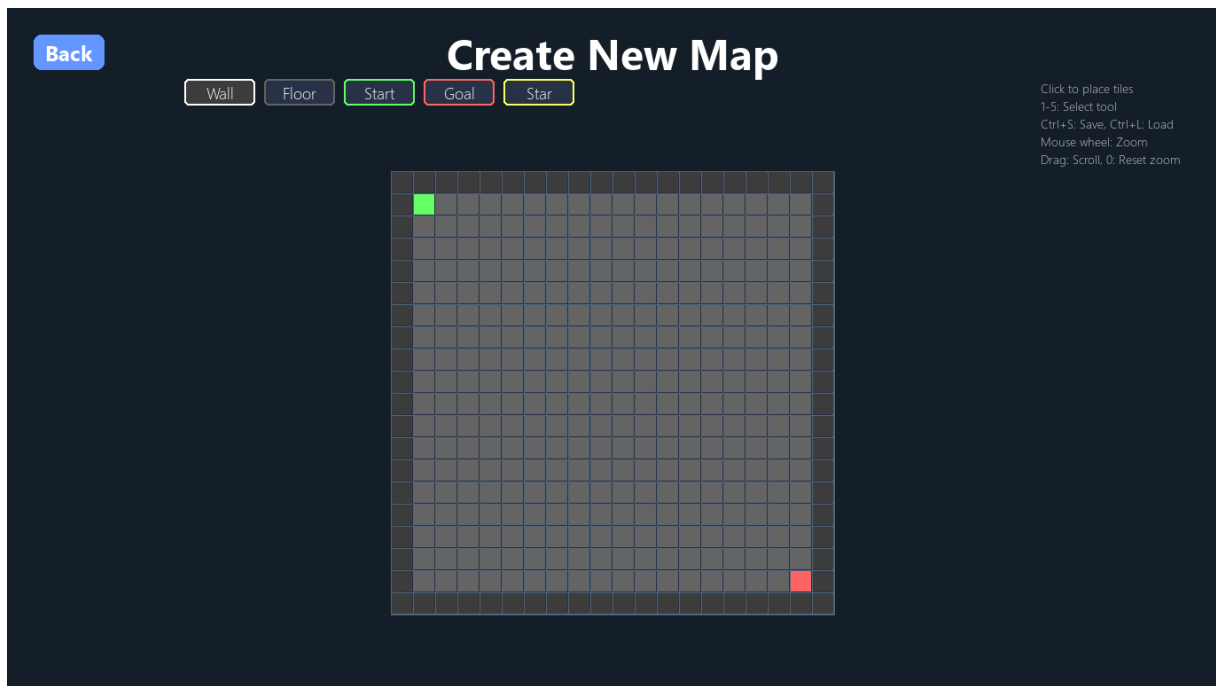 Back
Create New Map
Wall
Floor
Start
Goal
Star
Click to place tiles
1-5: Select tool
Ctrl+S: Save, Ctrl+L: Load
Mouse wheel: Zoom
Drag: Scroll, 0: Reset zoom